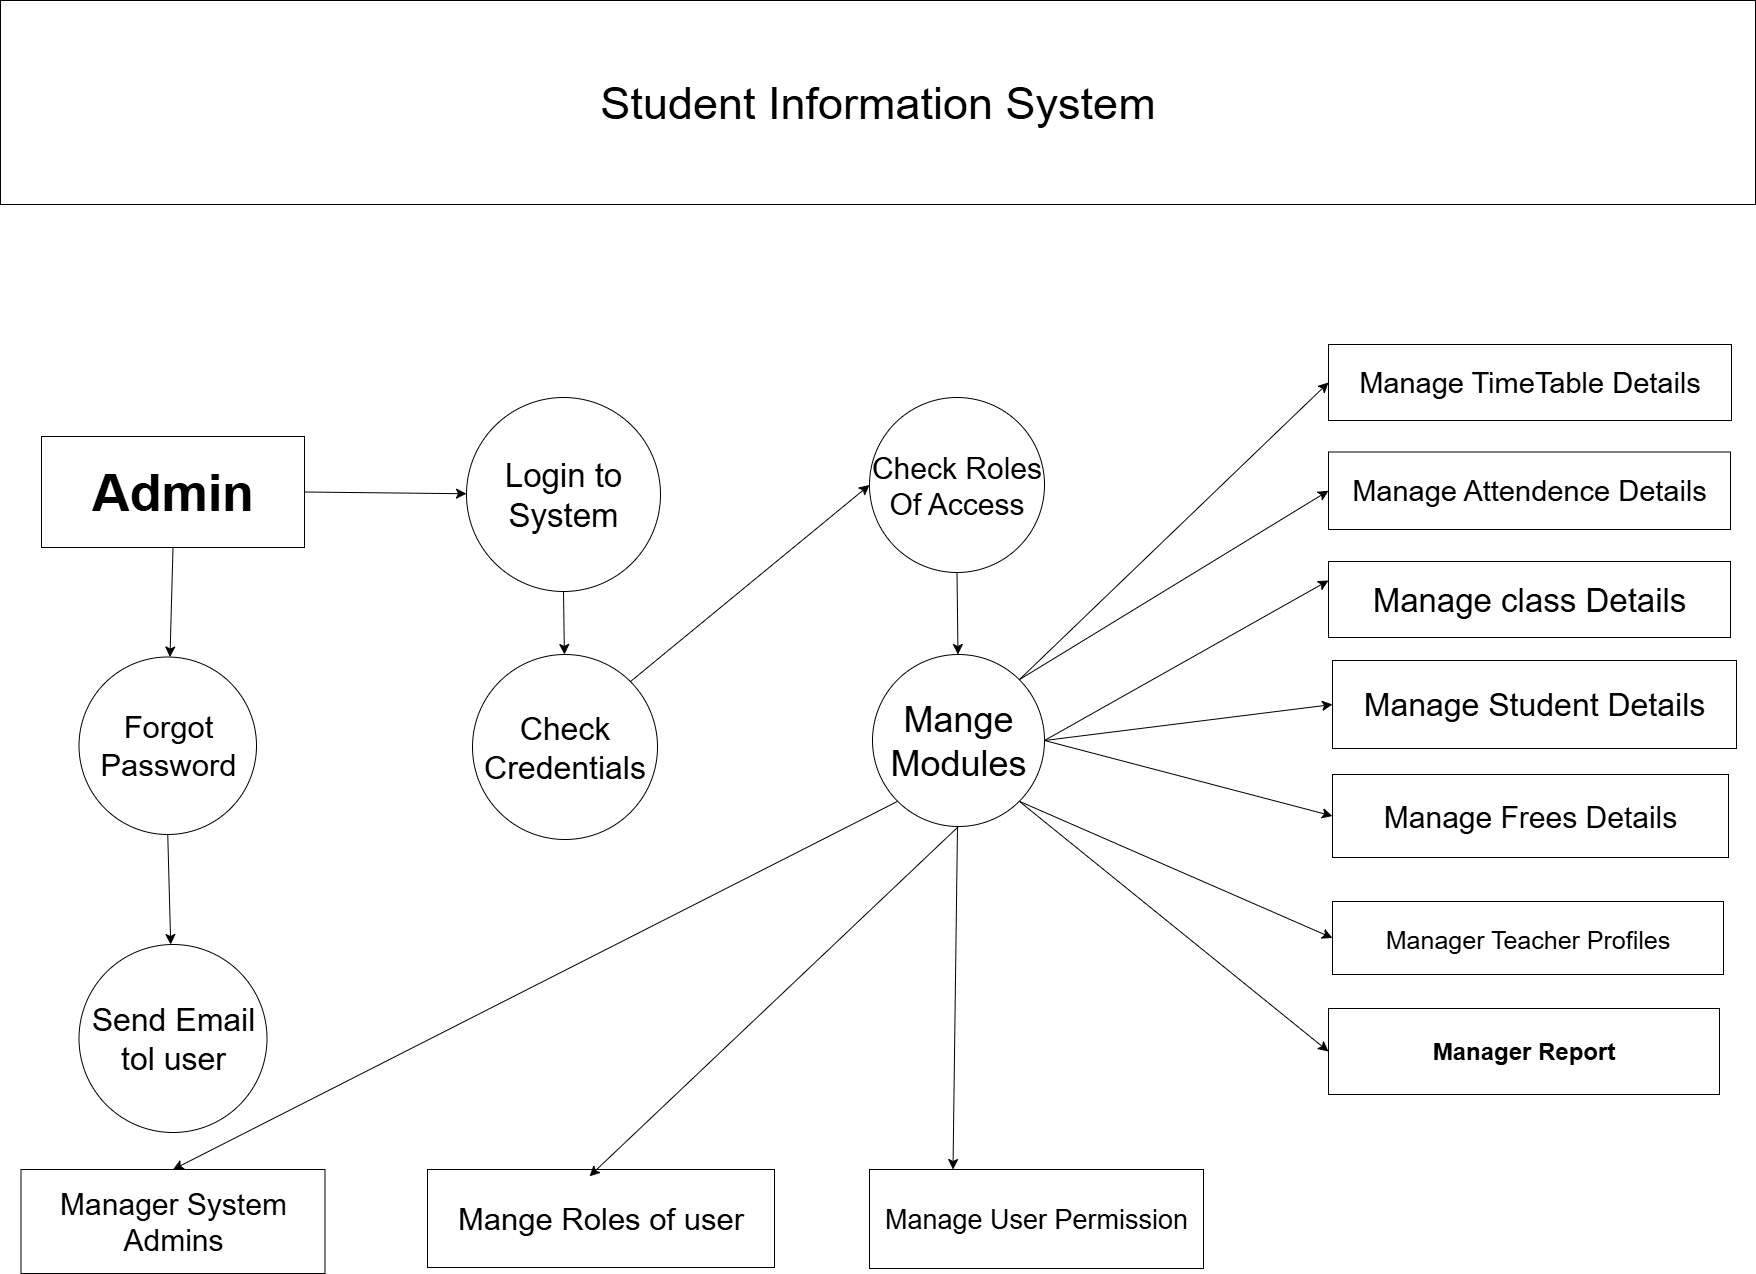 Student Information System
Admin
Login to
System
Check Roles
Of Access
Manage TimeTable Details
Manage Attendence Details
Manage class Details
Forgot
Password
Check
Credentials
Mange
Modules
Manage Student Details
Manage Frees Details
Manager Teacher Profiles
Send Email
tol user
Manager Report
Manager System
Admins
Mange Roles of user
Manage User Permission